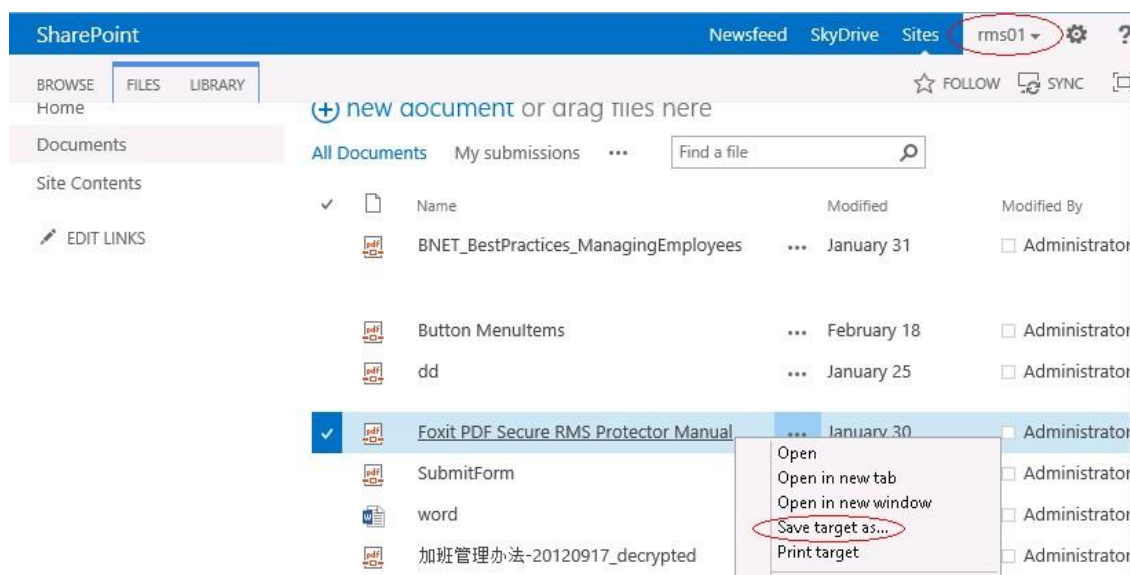 SharePoint Newsfeed SkyDrive Sites rms01 ?
BROWSE FILES LIBRARY FOLLOW SYNC
Home
new document or drag files here
Documents
All Documents My submissions ••• Find a file
Site Contents
Name Modified Modified By
EDIT LINKS
BNET_BestPractices_ManagingEmployees ••• January 31 Administrator
Button MenuItems ••• February 18 Administrator
dd ••• January 25 Administrator
Foxit PDF Secure RMS Protector Manual ••• January 30 Administrator
Open
SubmitForm Administrator
Open in new tab
Open in new window
word Administrator
Save target as...
Print target
加班管理办法-20120917_decrypted Administrator